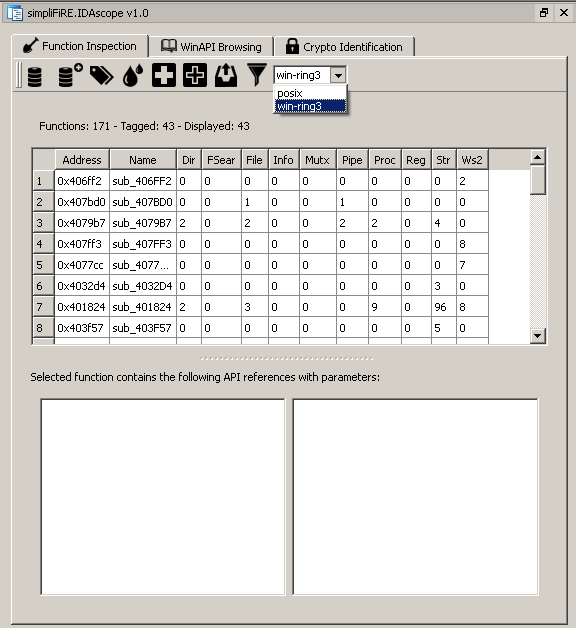 simpliFiRE.IDAscope v1.0
Function Inspection WinAPI Browsing Crypto Identification
win-ring3
posix
win-ring3
Functions: 171 - Tagged: 43 - Displayed: 43
Address Name Dir FSear File Info Mutx Pipe Proc Reg Str Ws2
1 0x406ff2 sub_406FF2 0 0 0 0 0 0 0 0 0 2
2 0x407bd0 sub_407BD0 0 0 1 0 0 1 0 0 0 0
3 0x4079b7 sub_4079B7 2 0 2 0 0 2 2 0 4 0
4 0x407ff3 sub_407FF3 0 0 0 0 0 0 0 0 0 8
5 0x4077cc sub_4077... 0 0 0 0 0 0 0 0 0 7
6 0x4032d4 sub_4032D4 0 0 0 0 0 0 0 0 3 0
7 0x401824 sub_401824 2 0 3 0 0 0 9 0 96 8
8 0x403f57 sub_403F57 0 0 0 0 0 0 0 0 5 0
Selected function contains the following API references with parameters: